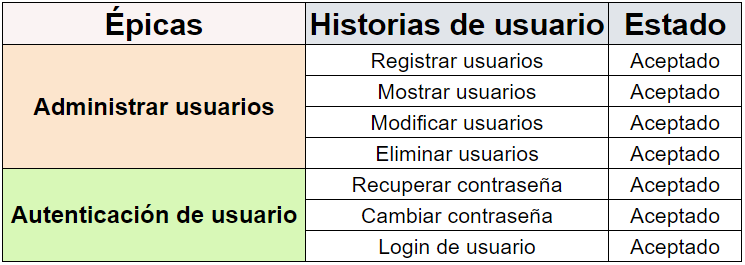 Épicas Historias de usuario Estado
Administrar usuarios
Registrar usuarios Aceptado
Mostrar usuarios Aceptado
Modificar usuarios Aceptado
Eliminar usuarios Aceptado
Autenticación de usuario
Recuperar contraseña Aceptado
Cambiar contraseña Aceptado
Login de usuario Aceptado